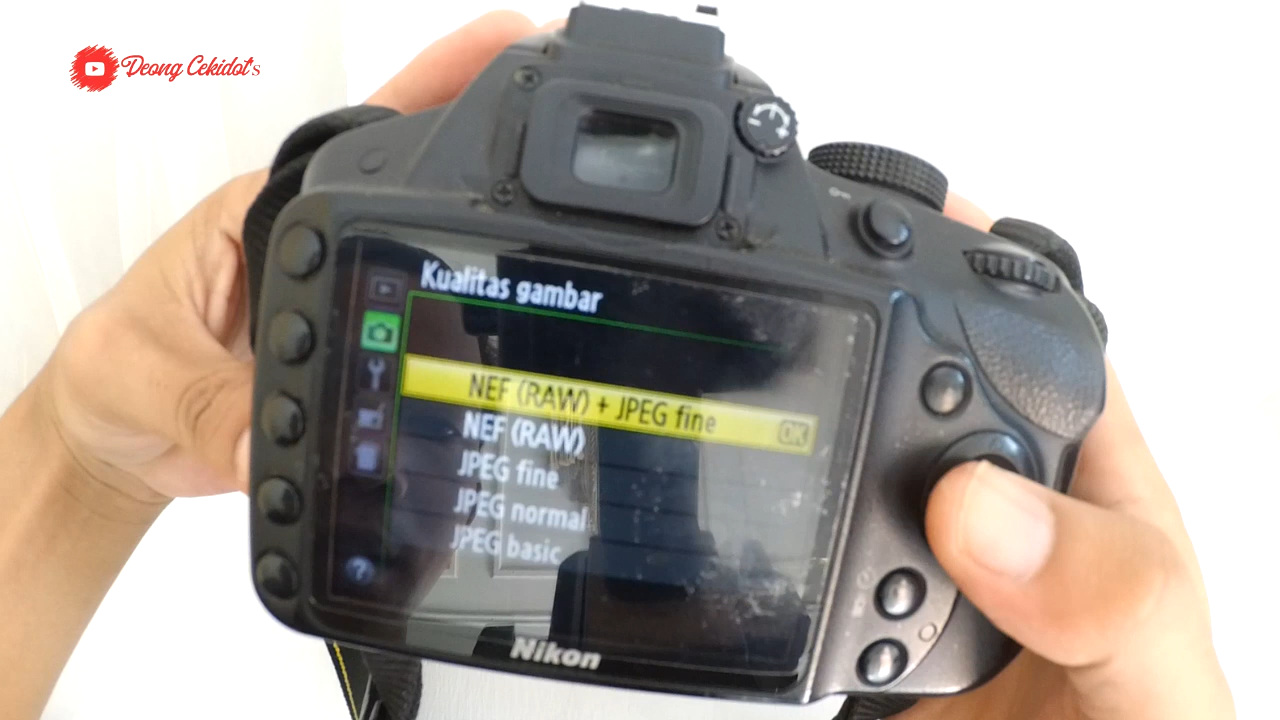 Deong Cekidot's
Kualitas gambar
NEF (RAW) + JPEG fine
OK
NEF (RAW)
JPEG fine
JPEG normal
JPEG basic
?
Nikon